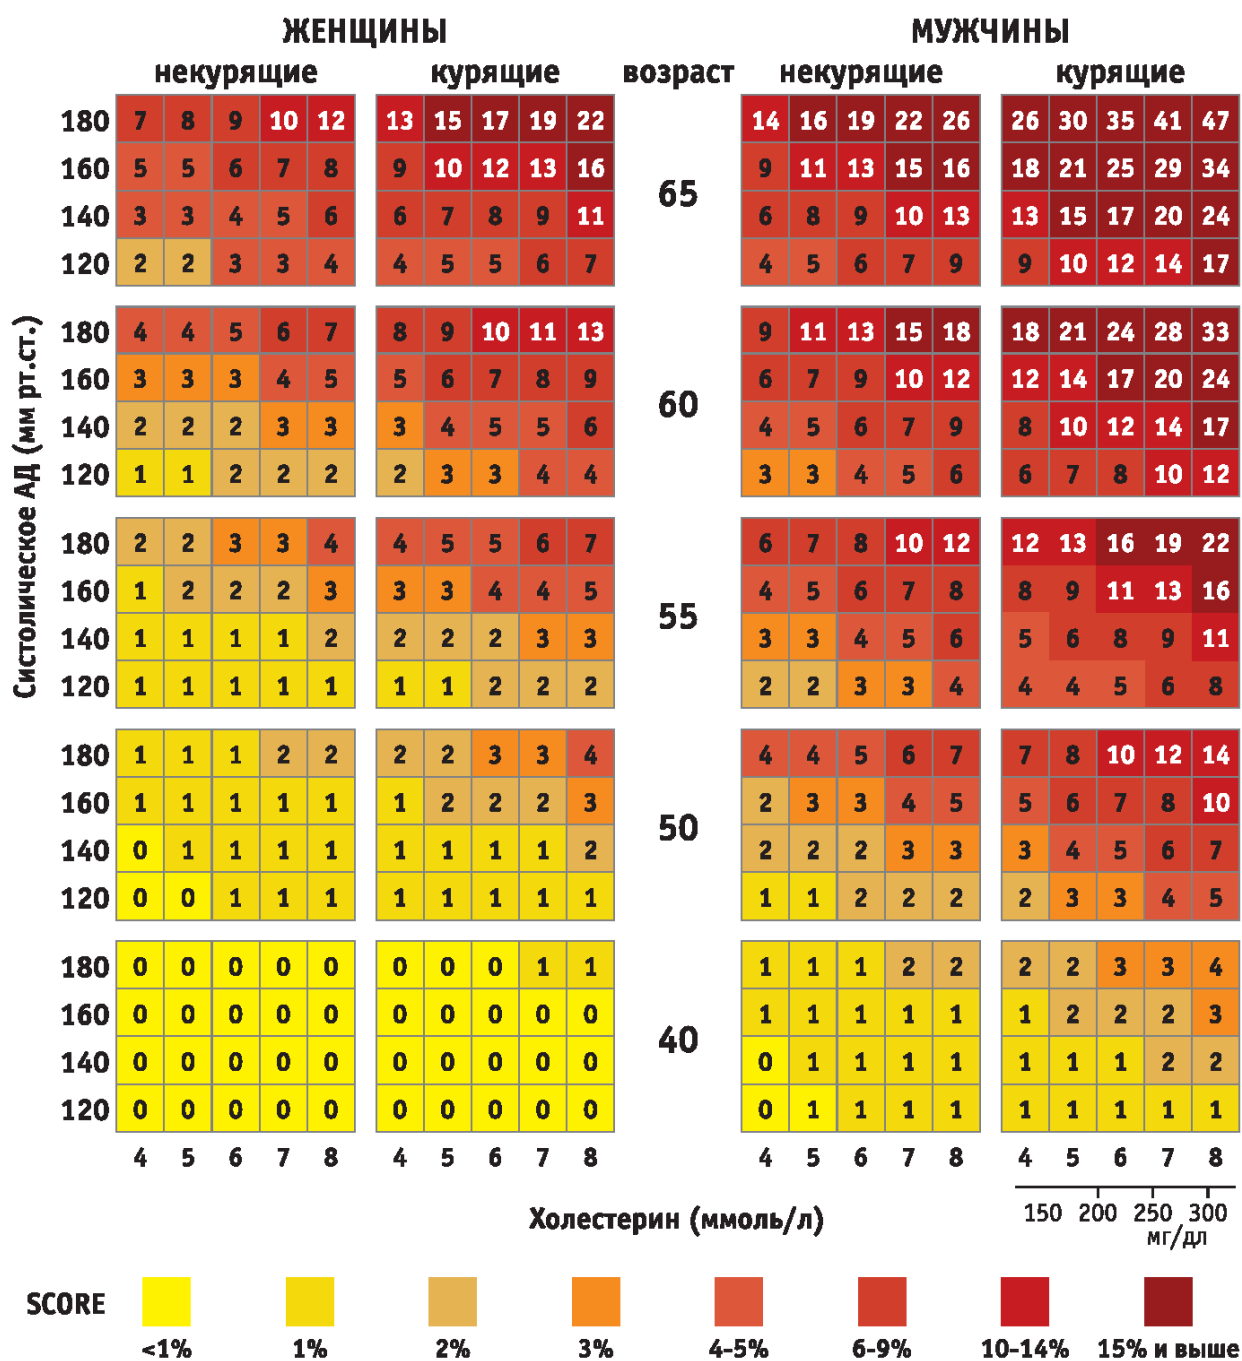 ЖЕНЩИНЫ МУЖЧИНЫ
некурящие курящие возраст некурящие курящие
180 7 8 9 10 12 13 15 17 19 22 14 16 19 22 26 26 30 35 41 47
160 5 5 6 7 8 9 10 12 13 16 9 11 13 15 16 18 21 25 29 34
65
140 3 3 4 5 6 6 7 8 9 11 6 8 9 10 13 13 15 17 20 24
120 2 2 3 3 4 4 5 5 6 7 4 5 6 7 9 9 10 12 14 17
180 4 4 5 6 7 8 9 10 11 13 9 11 13 15 18 18 21 24 28 33
160 3 3 3 4 5 5 6 7 8 9 6 7 9 10 12 12 14 17 20 24
60
140 2 2 2 3 3 3 4 5 5 6 4 5 6 7 9 8 10 12 14 17
120 1 1 2 2 2 2 3 3 4 4 3 3 4 5 6 6 7 8 10 12
Систолическое АД (мм рт.ст.)
180 2 2 3 3 4 4 5 5 6 7 6 7 8 10 12 12 13 16 19 22
160 1 2 2 2 3 3 3 4 4 5 4 5 6 7 8 8 9 11 13 16
55
140 1 1 1 1 2 2 2 2 3 3 3 3 4 5 6 5 6 8 9 11
120 1 1 1 1 1 1 1 2 2 2 2 2 3 3 4 4 4 5 6 8
180 1 1 1 2 2 2 2 3 3 4 4 4 5 6 7 7 8 10 12 14
160 1 1 1 1 1 1 2 2 2 3 2 3 3 4 5 5 6 7 8 10
50
140 0 1 1 1 1 1 1 1 1 2 2 2 2 3 3 3 4 5 6 7
120 0 0 1 1 1 1 1 1 1 1 1 1 2 2 2 2 3 3 4 5
180 0 0 0 0 0 0 0 0 1 1 1 1 1 2 2 2 2 3 3 4
160 0 0 0 0 0 0 0 0 0 0 1 1 1 1 1 1 2 2 2 3
40
140 0 0 0 0 0 0 0 0 0 0 0 1 1 1 1 1 1 1 2 2
120 0 0 0 0 0 0 0 0 0 0 0 1 1 1 1 1 1 1 1 1
4 5 6 7 8 4 5 6 7 8 4 5 6 7 8 4 5 6 7 8
Холестерин (ммоль/л)
150 200 250 300
мг/дл
SCORE
<1% 1% 2% 3% 4-5% 6-9% 10-14% 15% и выше